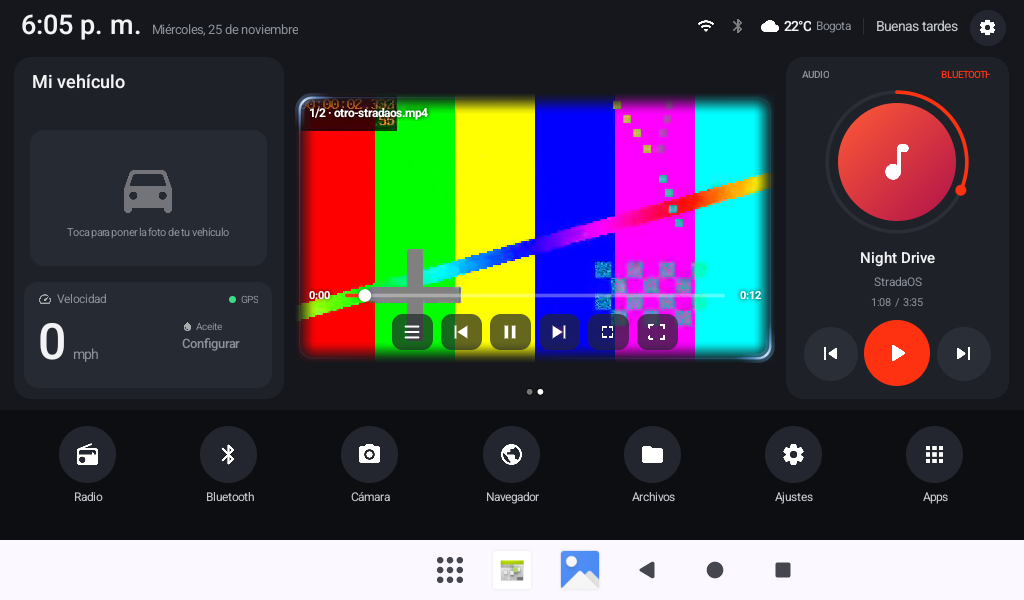 6:05 p. m.
Miércoles, 25 de noviembre
22°C Bogota
Buenas tardes
Mi vehículo
Toca para poner la foto de tu vehículo
Velocidad
GPS
0 mph
Aceite
Configurar
1/2 · otro-stradaos.mp4
0:00
0:12
AUDIO
BLUETOOTH
Night Drive
StradaOS
1:08 / 3:35
Radio
Bluetooth
Cámara
Navegador
Archivos
Ajustes
Apps